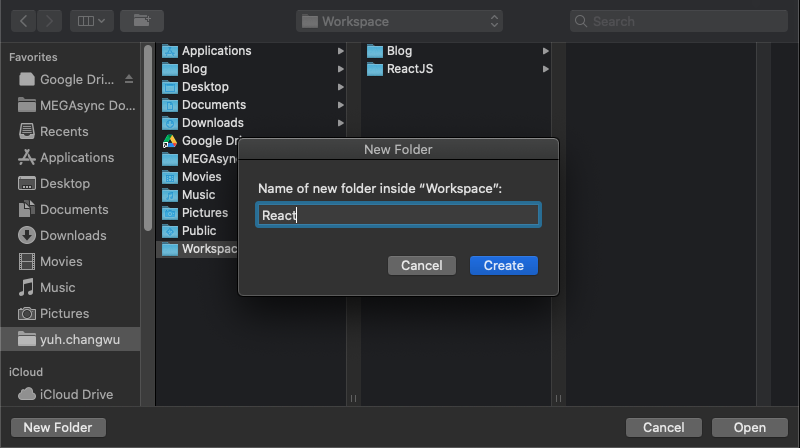 Workspace
Search
Favorites
Google Dri...
MEGAsync Do...
Recents
Applications
Desktop
Documents
Downloads
Movies
Music
Pictures
yuh.changwu
iCloud
iCloud Drive
Applications
Blog
Desktop
Documents
Downloads
Google Dri
MEGAsync
Movies
Music
Pictures
Public
Workspac
Blog
ReactJS
New Folder
Name of new folder inside “Workspace”:
React
Cancel
Create
New Folder
Cancel
Open